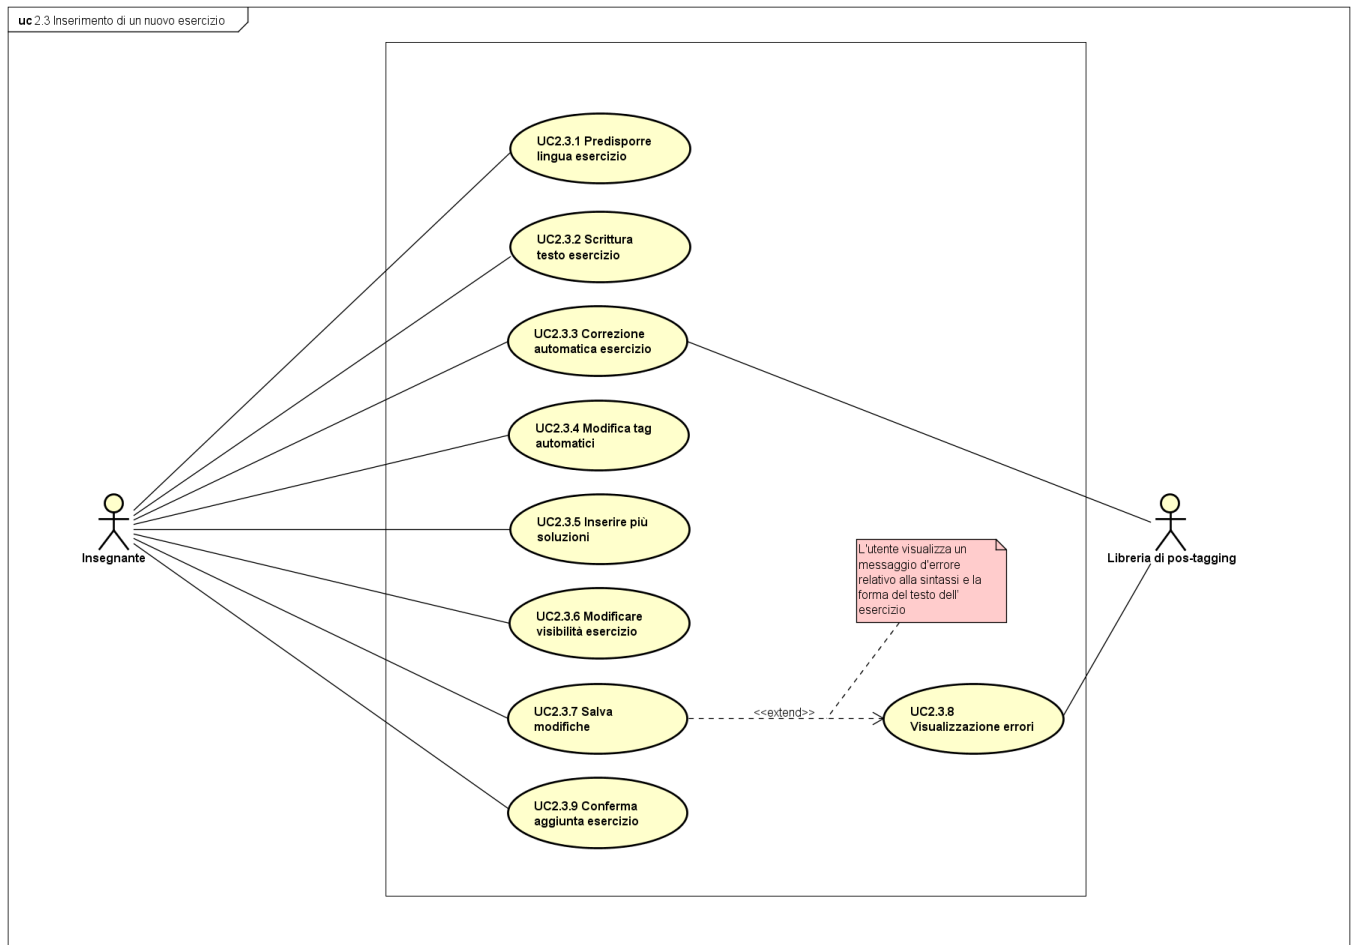 uc 2.3 Inserimento di un nuovo esercizio
UC2.3.1 Predisporre
lingua esercizio
UC2.3.2 Scrittura
testo esercizio
UC2.3.3 Correzione
automatica esercizio
UC2.3.4 Modifica tag
automatici
UC2.3.5 Inserire più
soluzioni
Insegnante
Libreria di pos-tagging
L'utente visualizza un
messaggio d'errore
relativo alla sintassi e la
forma del testo dell'
esercizio
UC2.3.6 Modificare
visibilità esercizio
UC2.3.7 Salva
modifiche
<<extend>>
UC2.3.8
Visualizzazione errori
UC2.3.9 Conferma
aggiunta esercizio